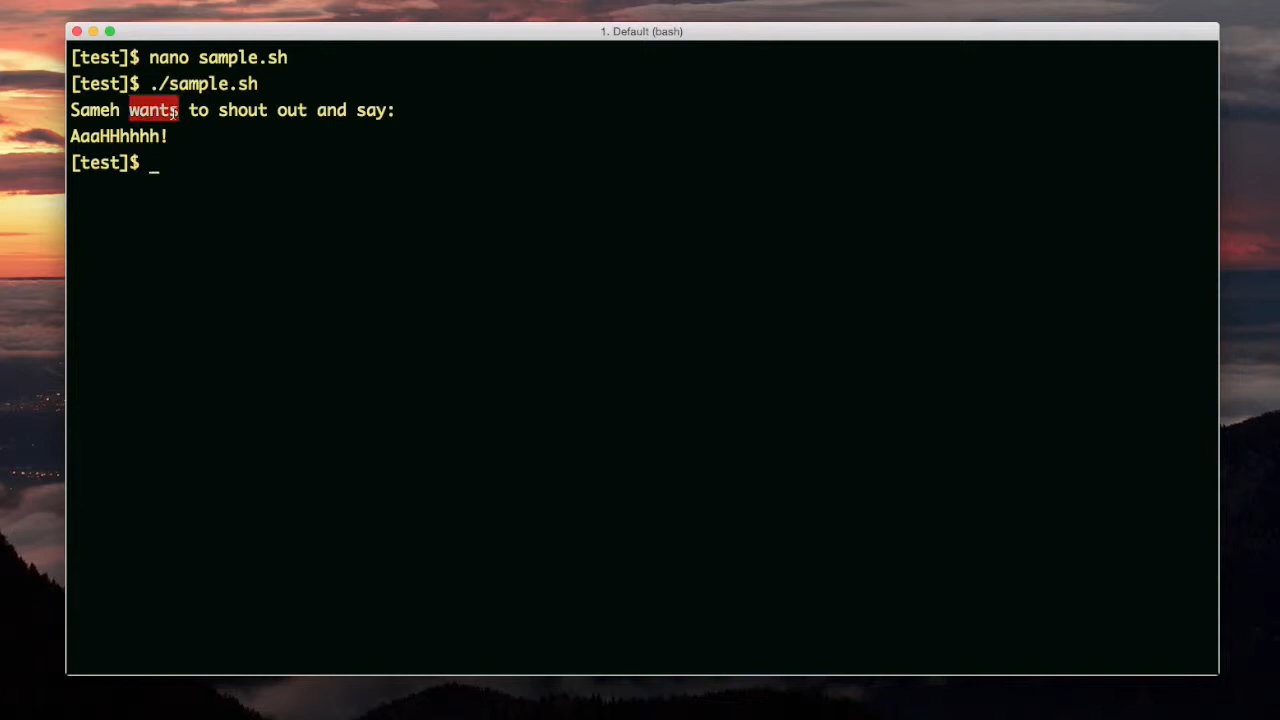 1. Default (bash)
[test]$ nano sample.sh
[test]$ ./sample.sh
Sameh wants to shout out and say:
AaaHHhhhh!
[test]$ _